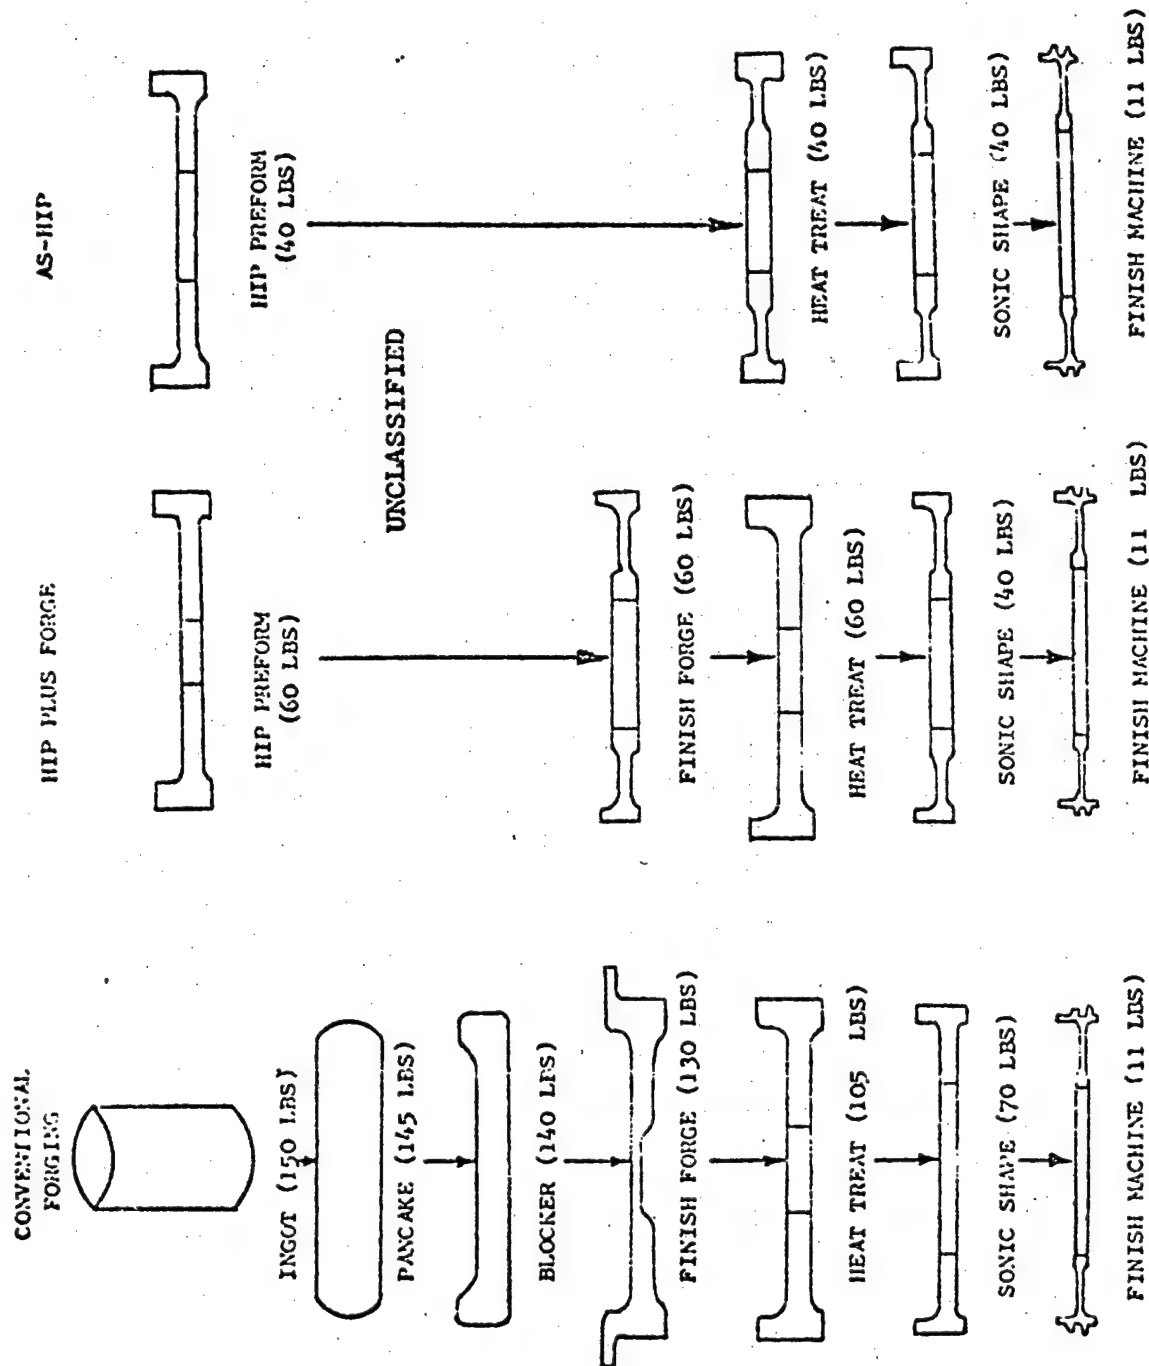 CONVENTIONAL
FORGING
INGOT (150 LBS)
PANCAKE (145 LBS)
BLOCKER (140 LBS)
FINISH FORGE (130 LBS)
HEAT TREAT (105 LBS)
SONIC SHAPE (70 LBS)
FINISH MACHINE (11 LBS)
HIP PLUS FORGE
HIP PREFORM
(60 LBS)
FINISH FORGE (60 LBS)
HEAT TREAT (60 LBS)
SONIC SHAPE (40 LBS)
FINISH MACHINE (11 LBS)
UNCLASSIFIED
AS-HIP
HIP PREFORM
(40 LBS)
HEAT TREAT (40 LBS)
SONIC SHAPE (40 LBS)
FINISH MACHINE (11 LBS)